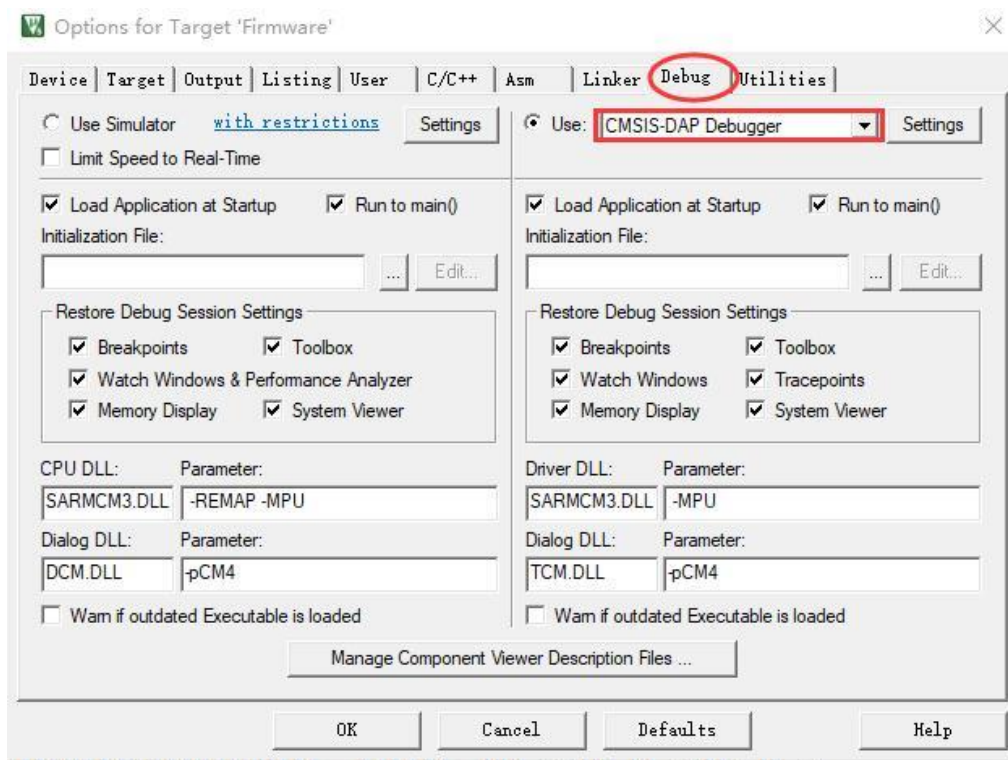 Options for Target 'Firmware'
Device Target Output Listing User C/C++ Asm Linker Debug Utilities
Use Simulator with restrictions Settings
Limit Speed to Real-Time
Use: CMSIS-DAP Debugger Settings
Load Application at Startup Run to main()
Initialization File:
... Edit...
Load Application at Startup Run to main()
Initialization File:
... Edit...
Restore Debug Session Settings
Breakpoints Toolbox
Watch Windows & Performance Analyzer
Memory Display System Viewer
Restore Debug Session Settings
Breakpoints Toolbox
Watch Windows Tracepoints
Memory Display System Viewer
CPU DLL: Parameter:
SARMCM3.DLL -REMAP -MPU
Dialog DLL: Parameter:
DCM.DLL -pCM4
Warn if outdated Executable is loaded
Driver DLL: Parameter:
SARMCM3.DLL -MPU
Dialog DLL: Parameter:
TCM.DLL -pCM4
Warn if outdated Executable is loaded
Manage Component Viewer Description Files ...
OK Cancel Defaults Help